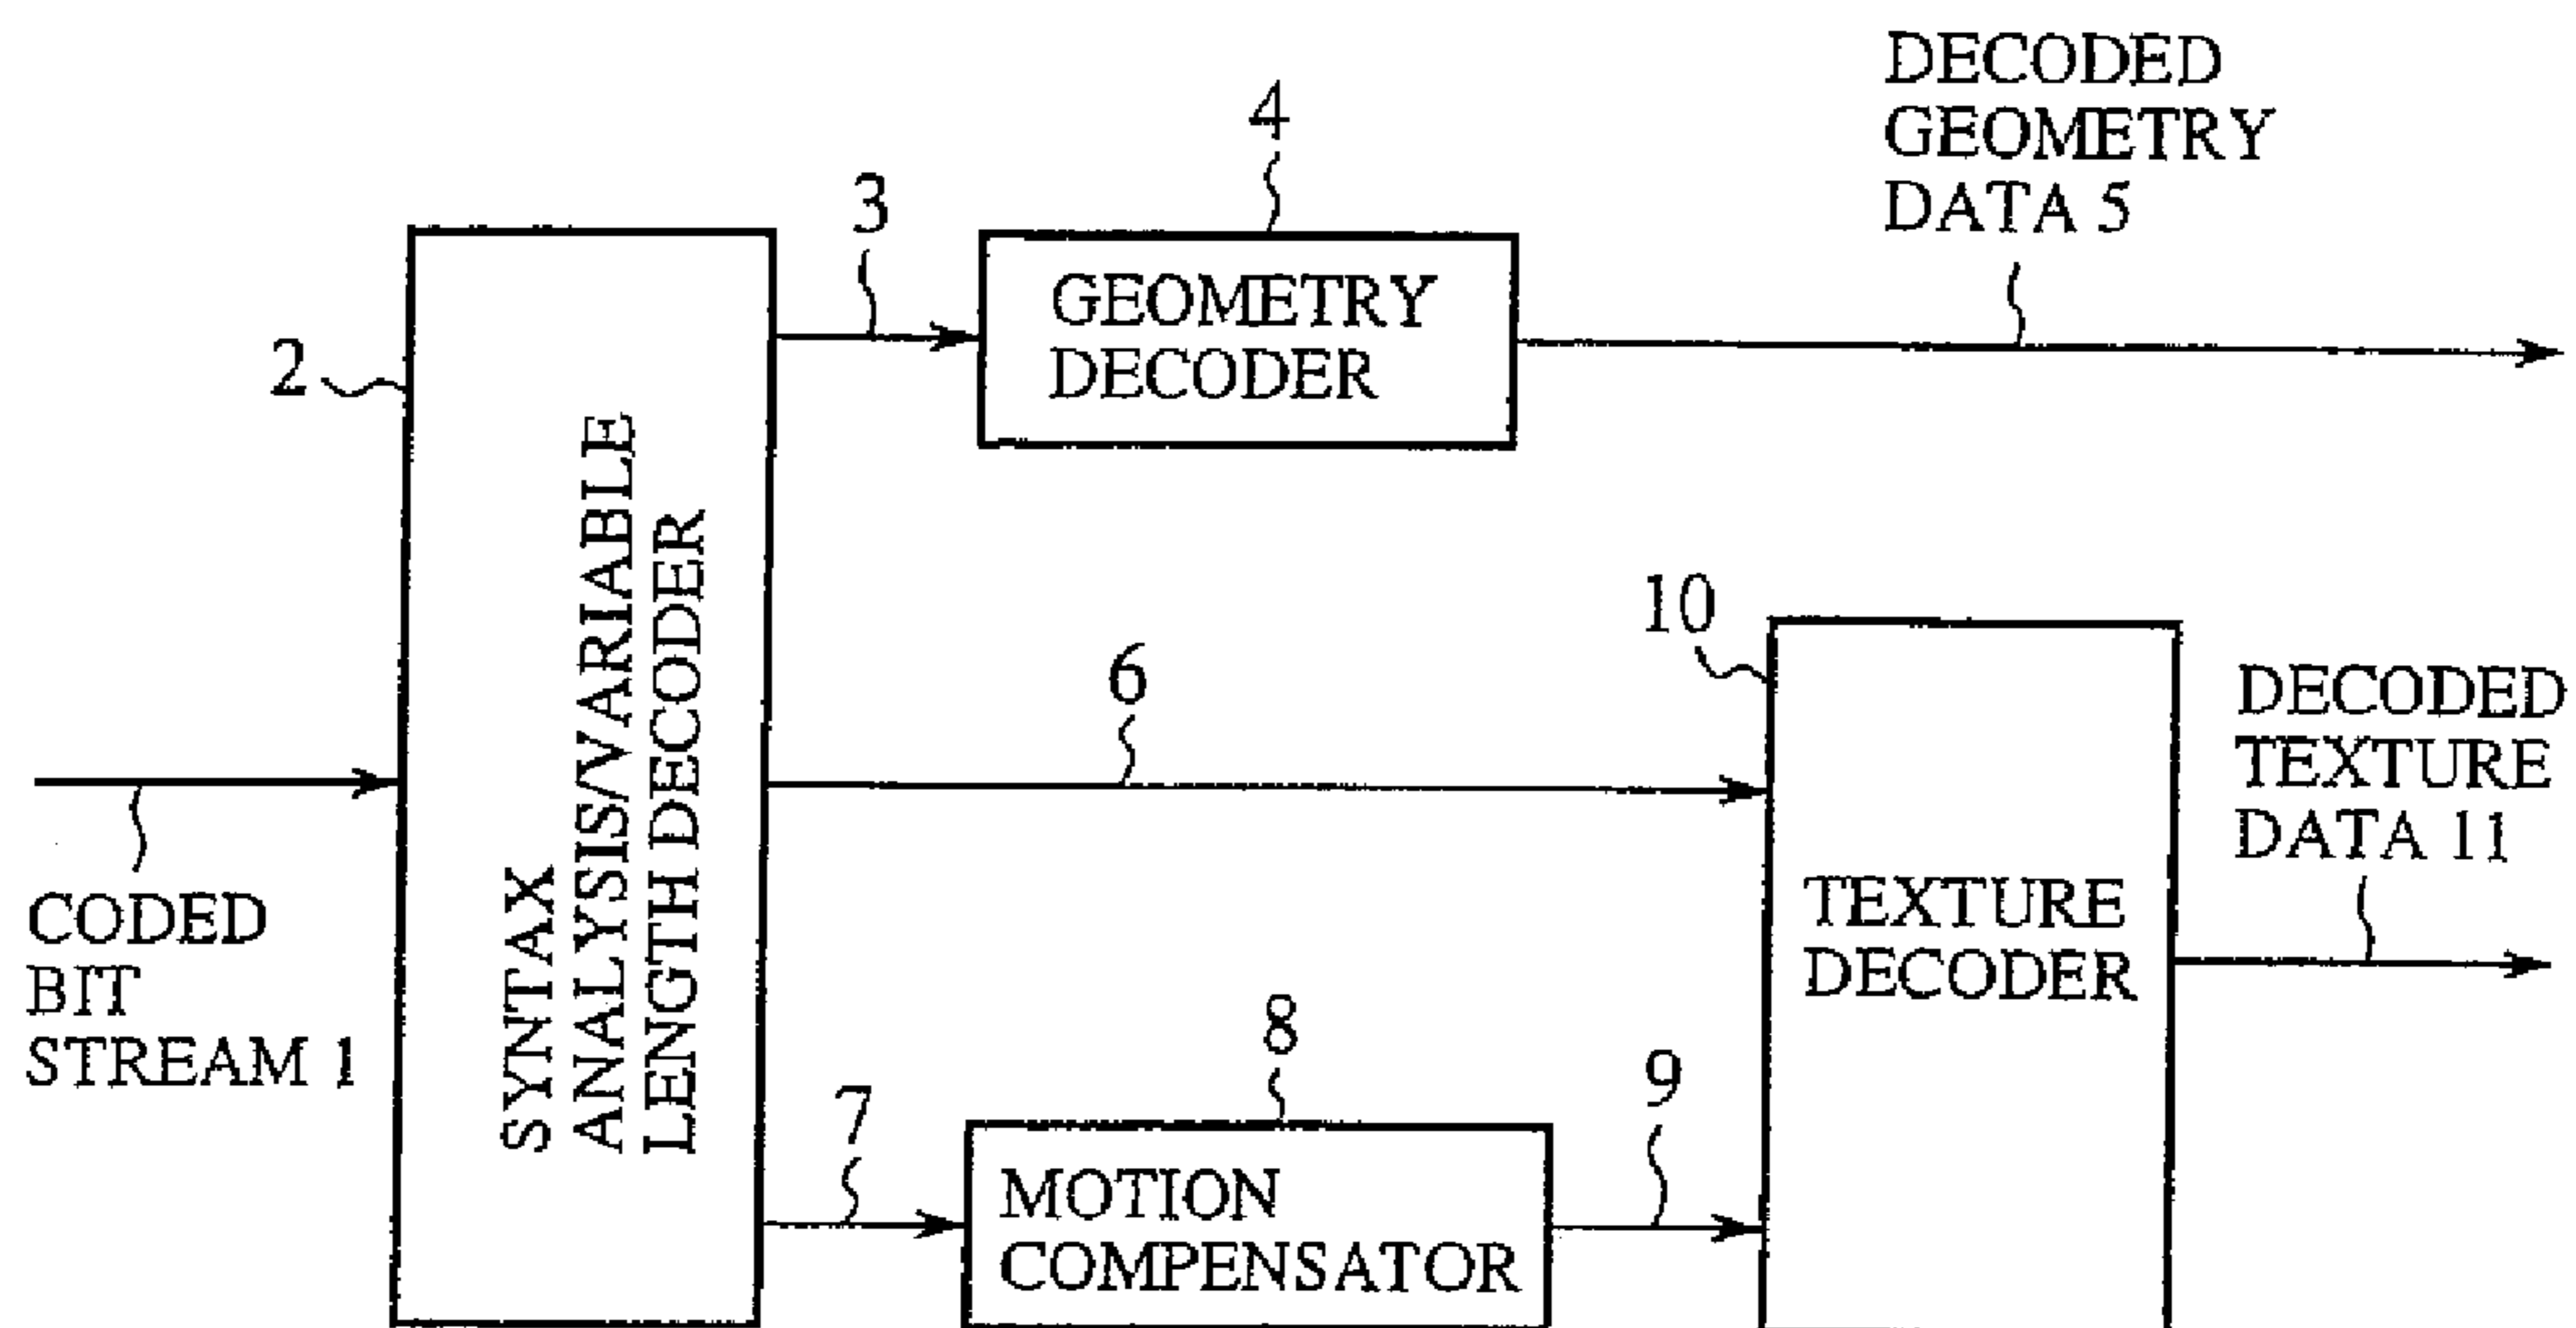 DECODED
GEOMETRY
DATA 5
4
3
GEOMETRY
DECODER
2
SYNTAX
ANALYSIS/VARIABLE
LENGTH DECODER
10
6
DECODED
TEXTURE
DATA 11
TEXTURE
DECODER
CODED
BIT
STREAM 1
8
9
7
MOTION
COMPENSATOR